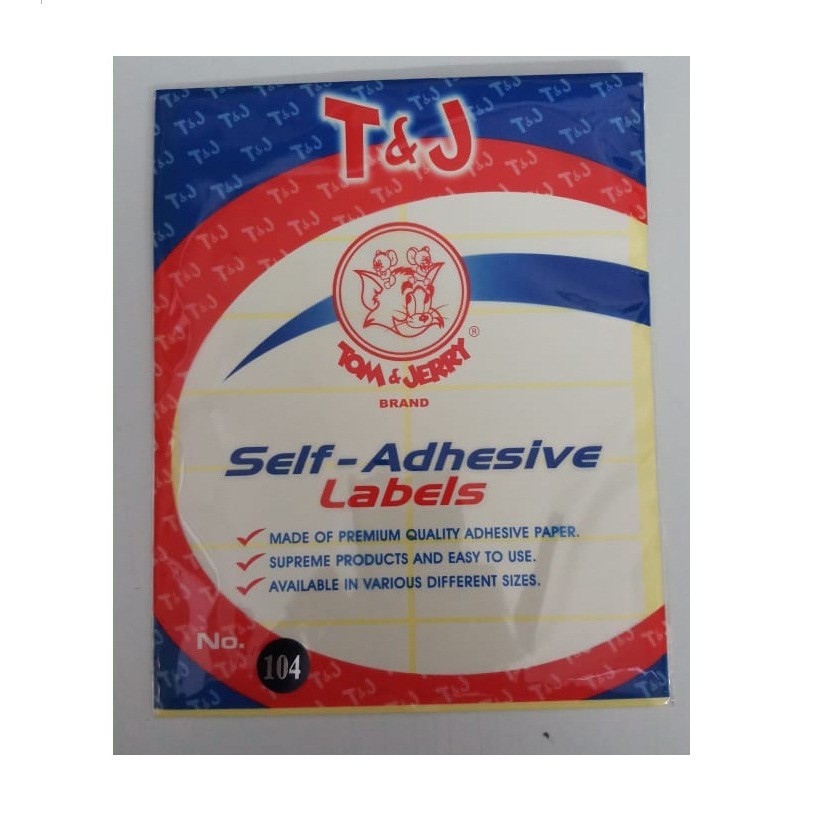 T&J
TOM & JERRY ®
BRAND
Self-Adhesive
Labels
MADE OF PREMIUM QUALITY ADHESIVE PAPER.
SUPREME PRODUCTS AND EASY TO USE.
AVAILABLE IN VARIOUS DIFFERENT SIZES.
No. 104